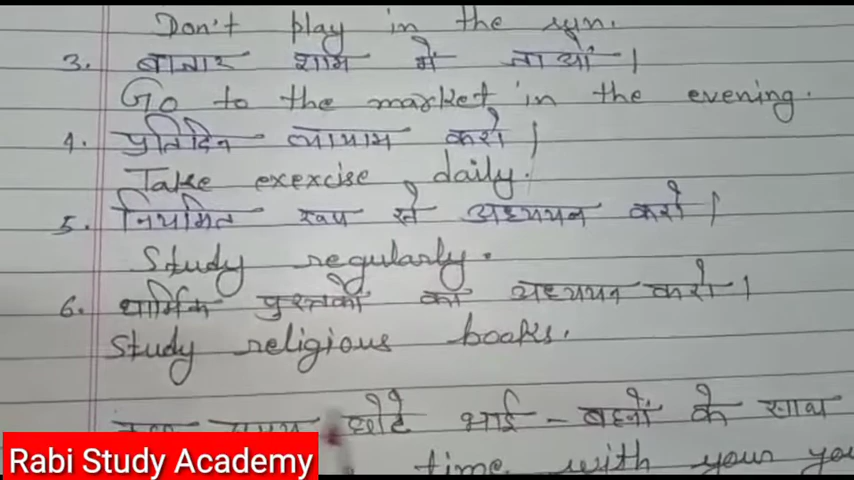 Don't play in the sun.
3. बाजार शाम में जाओ।
Go to the market in the evening.
4. प्रतिदिन व्यायाम करो।
Take exercise daily.
5. नियमित रूप से अध्ययन करो।
Study regularly.
6. धार्मिक पुस्तकों का अध्ययन करो।
Study religious books.
छोटे भाई - बहनों के साथ
time with your
Rabi Study Academy